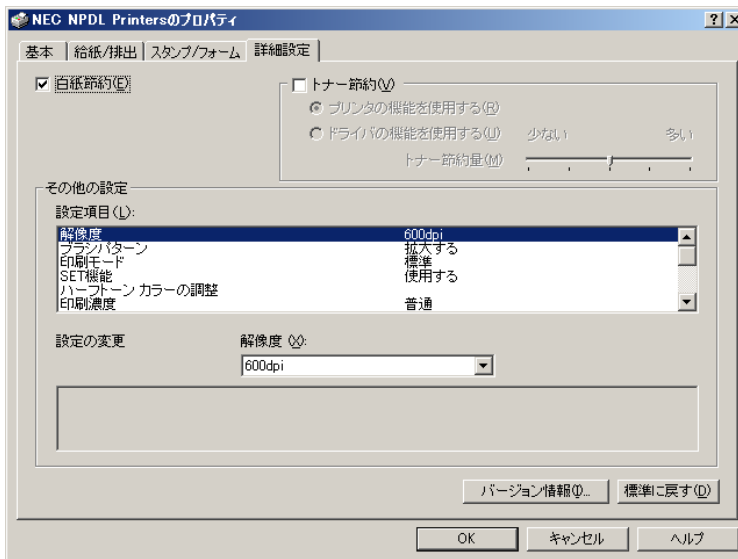 NEC NPDL Printersのプロパティ
基本 給紙/排出 スタンプ/フォーム 詳細設定
白紙節約(E)
トナー節約(V)
プリンタの機能を使用する(R)
ドライバの機能を使用する(U) 少ない 多い
トナー節約量(M)
その他の設定
設定項目(L):
解像度 600dpi
ブラシパターン 拡大する
印刷モード 標準
SET機能 使用する
ハーフトーン カラーの調整
印刷濃度 普通
設定の変更 解像度 (X):
600dpi
バージョン情報(I)... 標準に戻す(D)
OK キャンセル ヘルプ